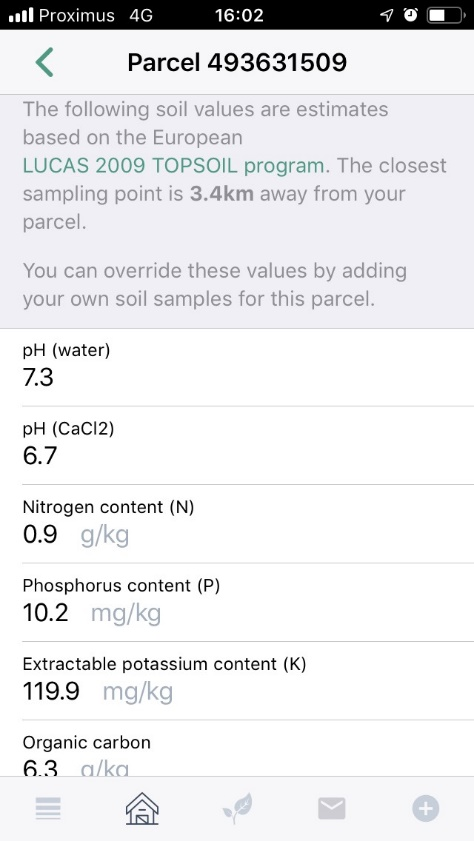 Proximus 4G 16:02
Parcel 493631509
The following soil values are estimates
based on the European
LUCAS 2009 TOPSOIL program. The closest
sampling point is 3.4km away from your
parcel.
You can override these values by adding
your own soil samples for this parcel.
pH (water)
7.3
pH (CaCl2)
6.7
Nitrogen content (N)
0.9 g/kg
Phosphorus content (P)
10.2 mg/kg
Extractable potassium content (K)
119.9 mg/kg
Organic carbon
6.3 g/kg